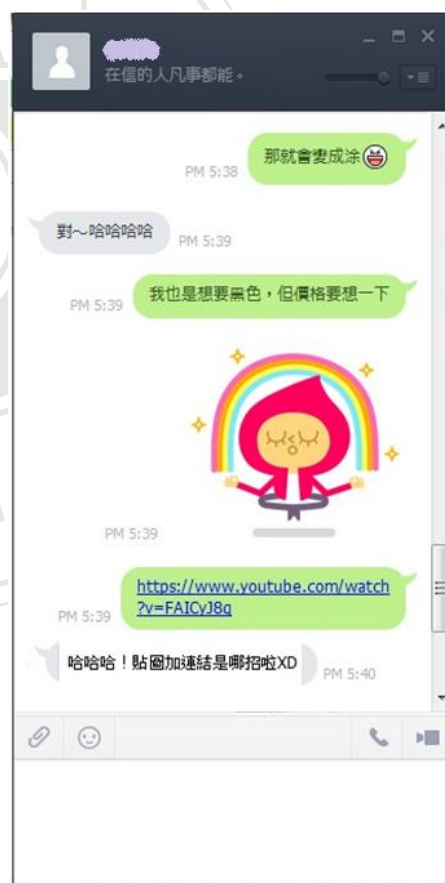 在信的人凡事都能。
那就會變成涂
PM 5:38
對～哈哈哈哈
PM 5:39
我也是想要黑色，但價格要想一下
PM 5:39
PM 5:39
https://www.youtube.com/watch
?v=FAICyJ8q
PM 5:39
哈哈哈！貼圖加連結是哪招啦XD
PM 5:40